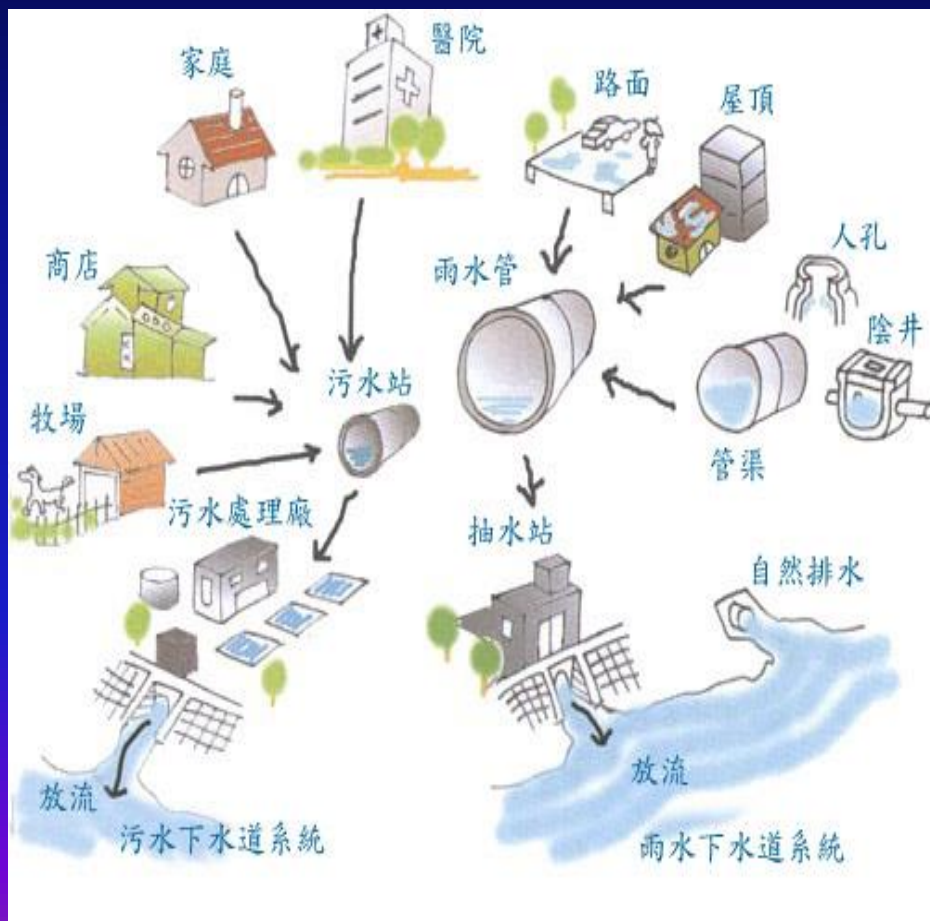 家庭
醫院
路面
屋頂
商店
雨水管
人孔
陰井
污水站
牧場
管渠
污水處理廠
抽水站
自然排水
放流
污水下水道系統
放流
雨水下水道系統